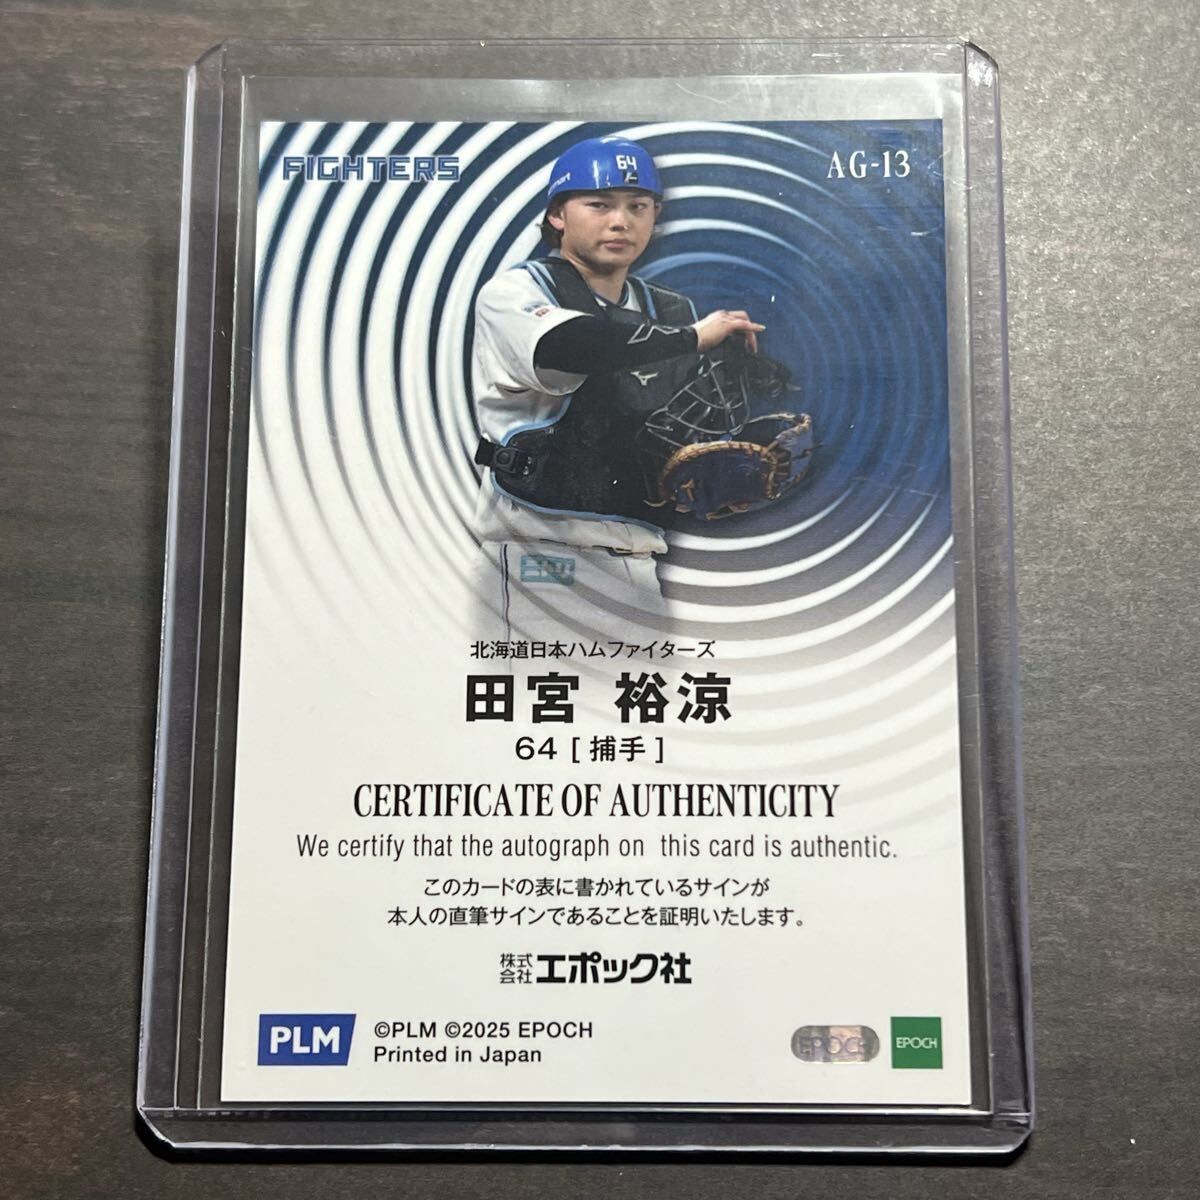 FIGHTERS
AG-13
64
北海道日本ハムファイターズ
田宮 裕涼
64 [ 捕手 ]
CERTIFICATE OF AUTHENTICITY
We certify that the autograph on this card is authentic.
このカードの表に書かれているサインが
本人の直筆サインであることを証明いたします。
株式会社 エポック社
PLM
©PLM ©2025 EPOCH
Printed in Japan
EPOCH
EPOCH